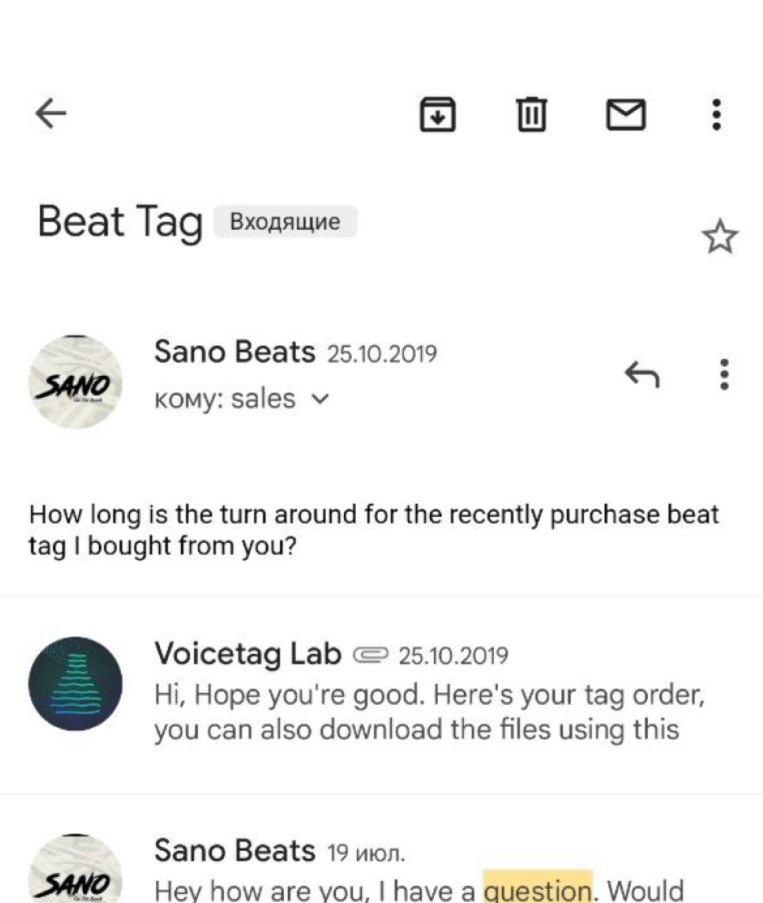 Beat Tag Входящие
Sano Beats 25.10.2019
кому: sales
SANO
How long is the turn around for the recently purchase beat
tag I bought from you?
Voicetag Lab 25.10.2019
Hi, Hope you're good. Here's your tag order,
you can also download the files using this
Sano Beats 19 июл.
SANO
Hey how are you, I have a question. Would